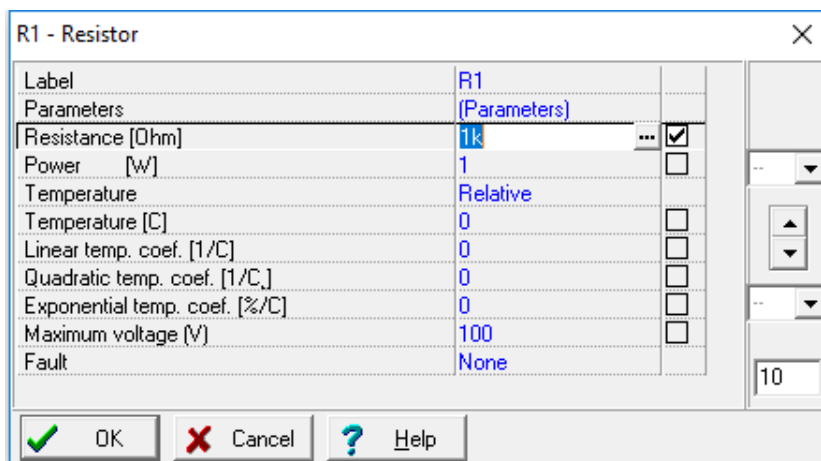 R1 - Resistor
Label R1
Parameters (Parameters)
Resistance [Ohm] 1k ...
Power [W] 1
Temperature Relative
Temperature [C] 0
Linear temp. coef. [1/C] 0
Quadratic temp. coef. [1/C¸] 0
Exponential temp. coef. [%/C] 0
Maximum voltage (V) 100
Fault None
--
--
10
OK Cancel ? Help